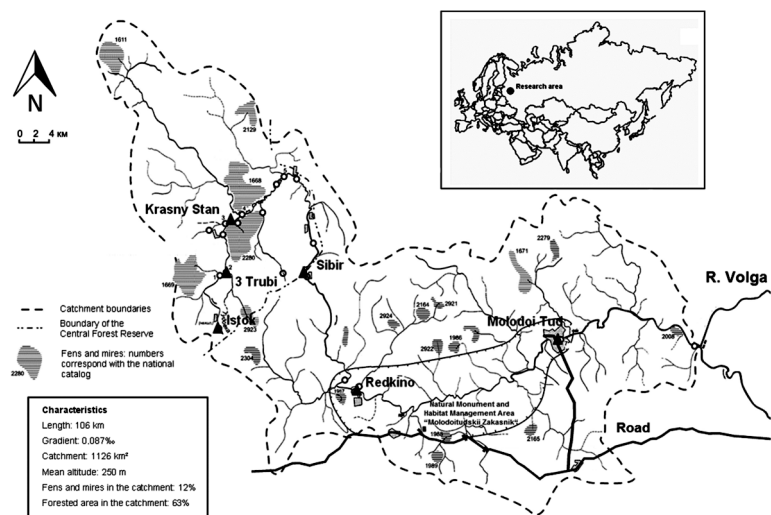 1611
N
0 2 4 KM
2129
Research area
1668
Krasny Stan
2280
1669
3 Trubi
Sibir
Istok
2923
2304
1671
2279
2164
2921
2924
1986
2922
Molodoi Tud
2008
R. Volga
Redkino
Natural Monument and
Habitat Management Area
"Molodoitudskii Zakasnik"
1988
1989
2165
Road
Catchment boundaries
Boundary of the
Central Forest Reserve
Fens and mires: numbers
correspond with the national
catalog
2280
Characteristics
Length: 106 km
Gradient: 0,087‰
Catchment: 1126 km²
Mean altitude: 250 m
Fens and mires in the catchment: 12%
Forested area in the catchment: 63%